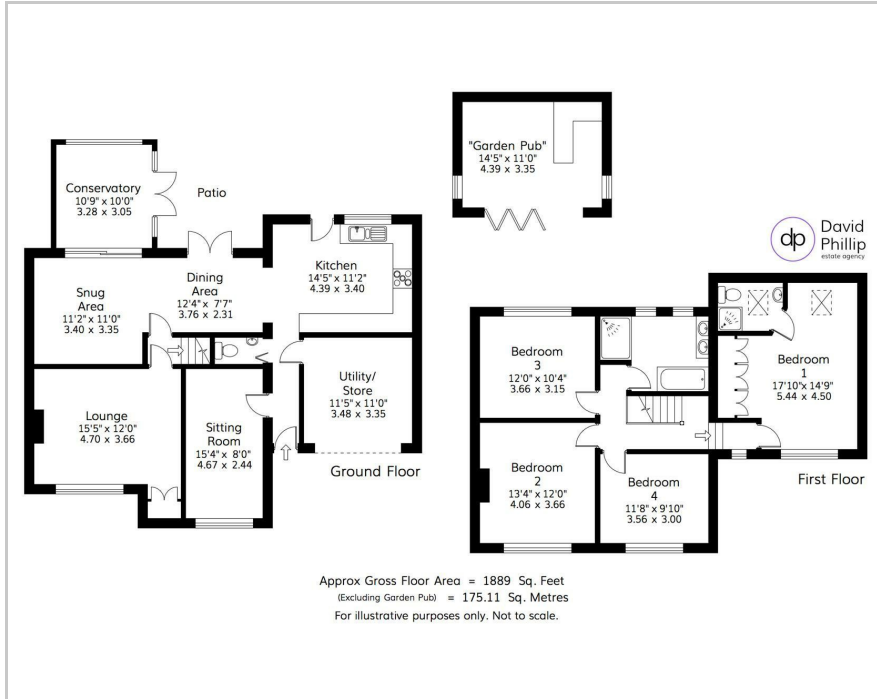 "Garden Pub"
14'5" x 11'0"
4.39 x 3.35
Conservatory
10'9" x 10'0"
3.28 x 3.05
Patio
dp
David
Phillip
estate agency
Kitchen
14'5" x 11'2"
4.39 x 3.40
Dining
Area
12'4" x 7'7"
3.76 x 2.31
Snug
Area
11'2" x 11'0"
3.40 x 3.35
Utility/
Store
11'5" x 11'0"
3.48 x 3.35
Lounge
15'5" x 12'0"
4.70 x 3.66
Sitting
Room
15'4" x 8'0"
4.67 x 2.44
Ground Floor
Bedroom
3
12'0" x 10'4"
3.66 x 3.15
Bedroom
1
17'10" x 14'9"
5.44 x 4.50
Bedroom
2
13'4" x 12'0"
4.06 x 3.66
Bedroom
4
11'8" x 9'10"
3.56 x 3.00
First Floor
Approx Gross Floor Area = 1889 Sq. Feet
(Excluding Garden Pub) = 175.11 Sq. Metres
For illustrative purposes only. Not to scale.